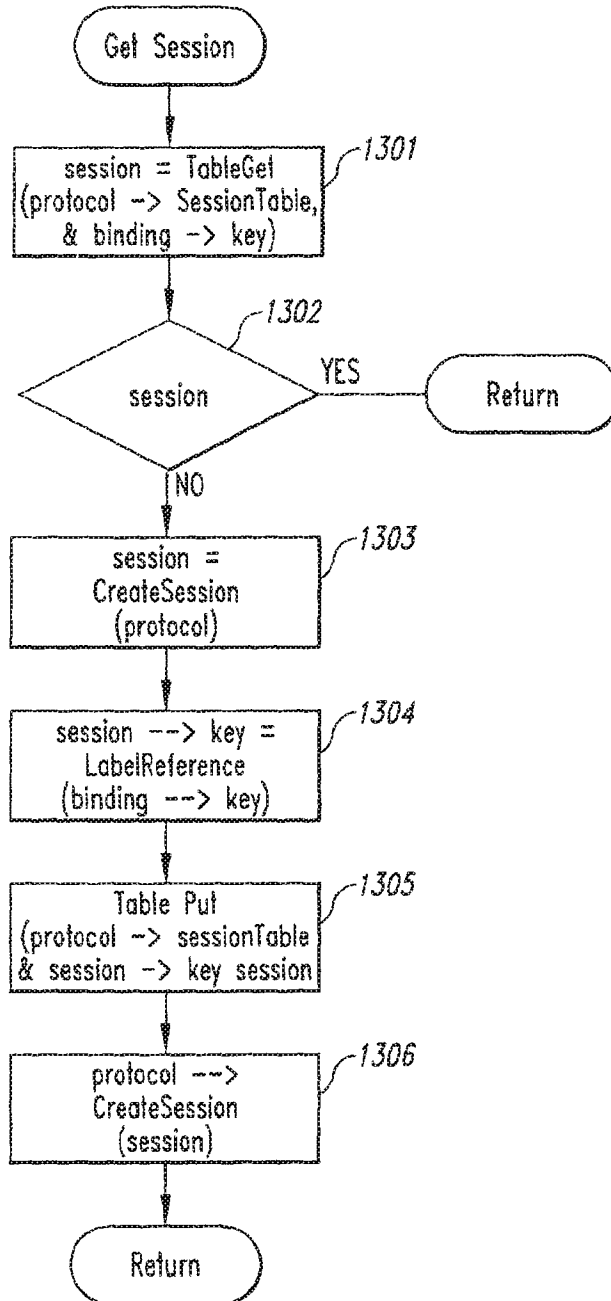 Get Session
1301
session = TableGet
(protocol -> SessionTable,
& binding -> key)
1302
session
YES
Return
NO
1303
session =
CreateSession
(protocol)
1304
session --> key =
LabelReference
(binding --> key)
1305
Table Put
(protocol -> sessionTable
& session -> key session
1306
protocol -->
CreateSession
(session)
Return